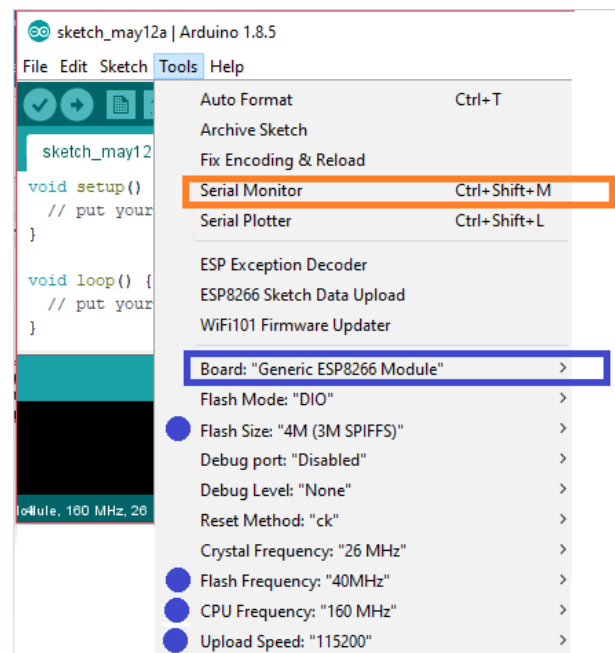 sketch_may12a | Arduino 1.8.5
File Edit Sketch Tools Help
Auto Format Ctrl+T
Archive Sketch
sketch_may12
Fix Encoding & Reload
void setup()
Serial Monitor Ctrl+Shift+M
// put your
Serial Plotter Ctrl+Shift+L
}
ESP Exception Decoder
void loop() {
ESP8266 Sketch Data Upload
// put your
WiFi101 Firmware Updater
}
Board: "Generic ESP8266 Module" >
Flash Mode: "DIO" >
Flash Size: "4M (3M SPIFFS)" >
Debug port: "Disabled" >
Debug Level: "None" >
160 MHz, 26
Reset Method: "ck" >
Crystal Frequency: "26 MHz" >
Flash Frequency: "40MHz" >
CPU Frequency: "160 MHz" >
Upload Speed: "115200" >